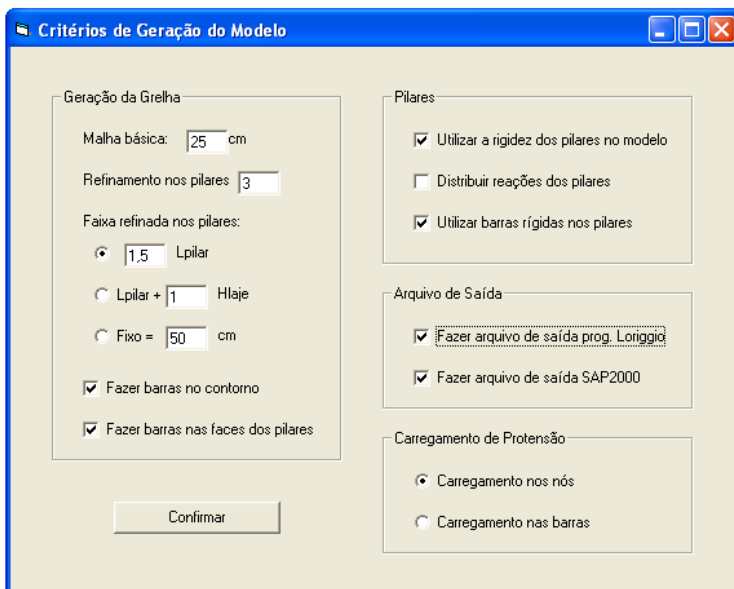 Critérios de Geração do Modelo
Geração da Grelha
Malha básica: 25 cm
Refinamento nos pilares 3
Faixa refinada nos pilares:
1,5 Lpilar
Lpilar + 1 Hlaje
Fixo = 50 cm
Fazer barras no contorno
Fazer barras nas faces dos pilares
Confirmar
Pilares
Utilizar a rigidez dos pilares no modelo
Distribuir reações dos pilares
Utilizar barras rígidas nos pilares
Arquivo de Saída
Fazer arquivo de saída prog. Loriggio
Fazer arquivo de saída SAP2000
Carregamento de Protensão
Carregamento nos nós
Carregamento nas barras